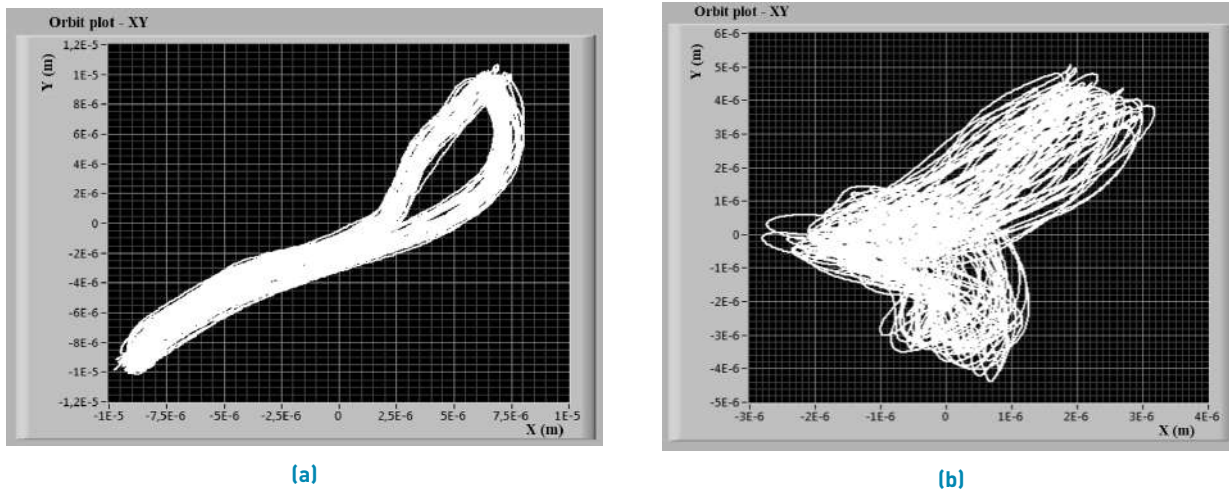 Orbit plot - XY
Y (m)
1,2E-5
1E-5
8E-6
6E-6
4E-6
2E-6
0
-2E-6
-4E-6
-6E-6
-8E-6
-1E-5
-1,2E-5
-1E-5 -7,5E-6 -5E-6 -2,5E-6 0 2,5E-6 5E-6 7,5E-6 1E-5
X (m)
(a)
Orbit plot - XY
Y (m)
6E-6
5E-6
4E-6
3E-6
2E-6
1E-6
0
-1E-6
-2E-6
-3E-6
-4E-6
-5E-6
-3E-6 -2E-6 -1E-6 0 1E-6 2E-6 3E-6 4E-6
X (m)
(b)